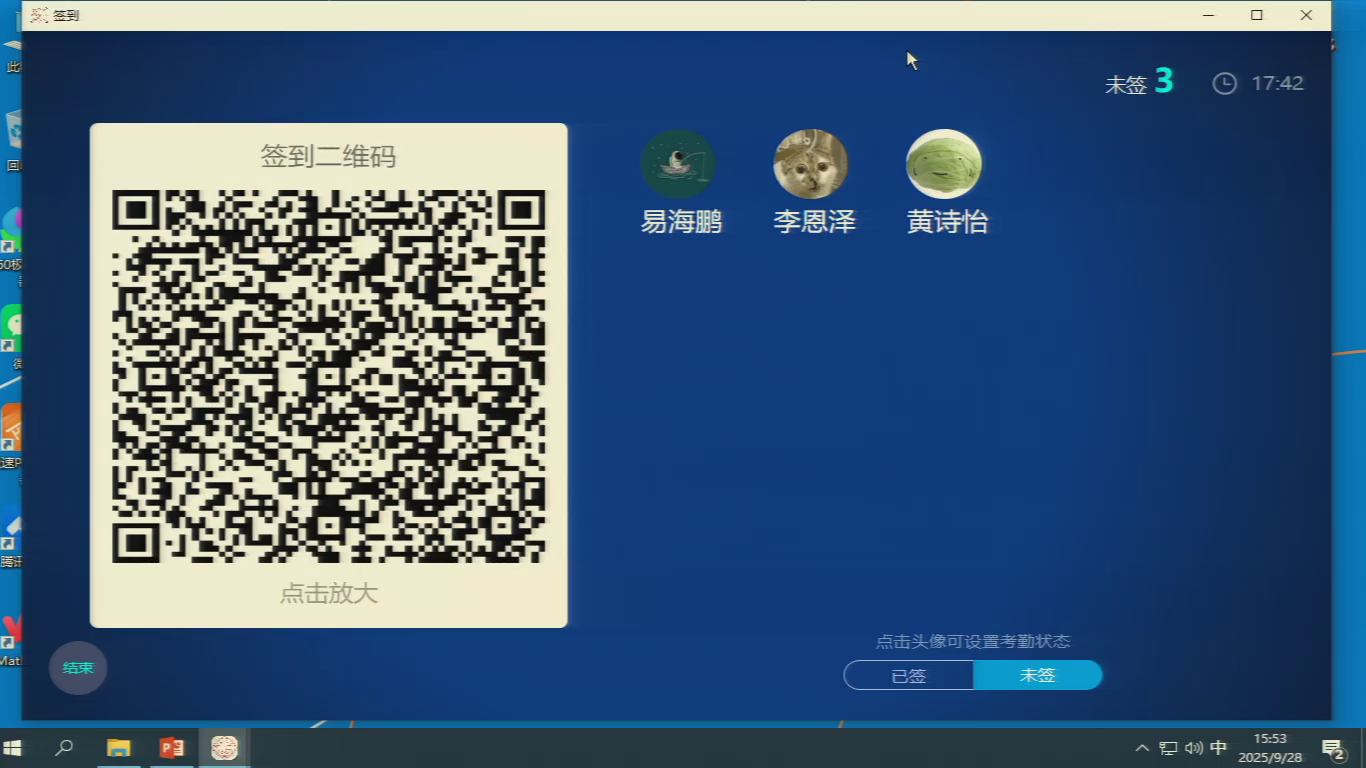 签到
未签 3
17:42
签到二维码
点击放大
易海鹏
李恩泽
黄诗怡
点击头像可设置考勤状态
已签
未签
结束
中
15:53
2025/9/28
2